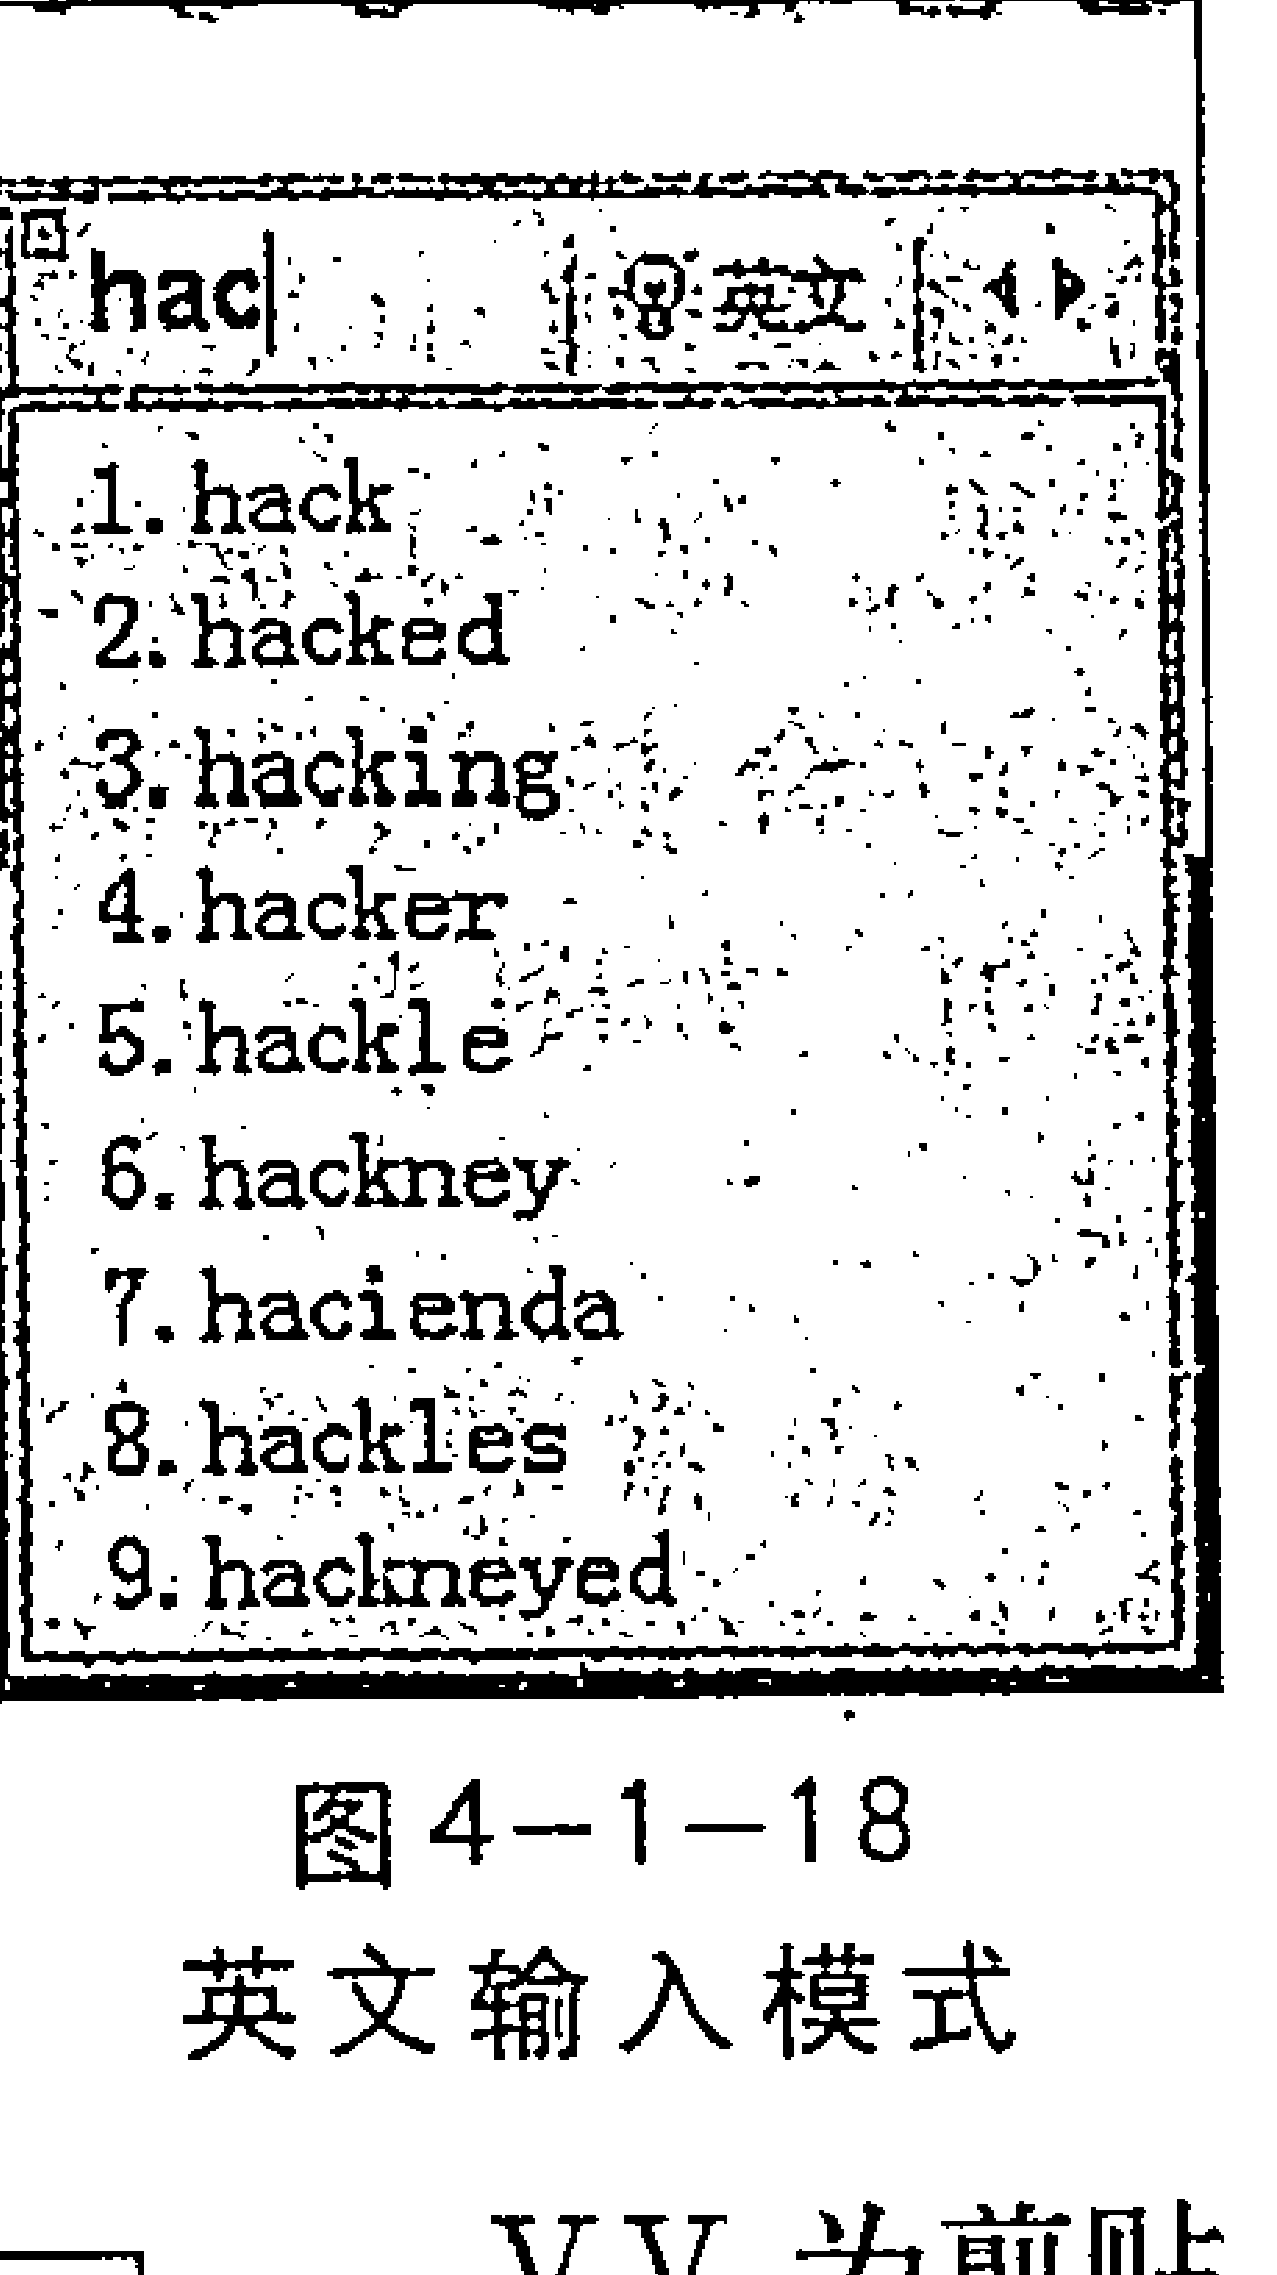 hac 英文
1. hack
2. hacked
3. hacking
4. hacker
5. hackle
6. hackney
7. hacienda
8. hackles
9. hackneyed
图4-1-18
英文输入模式